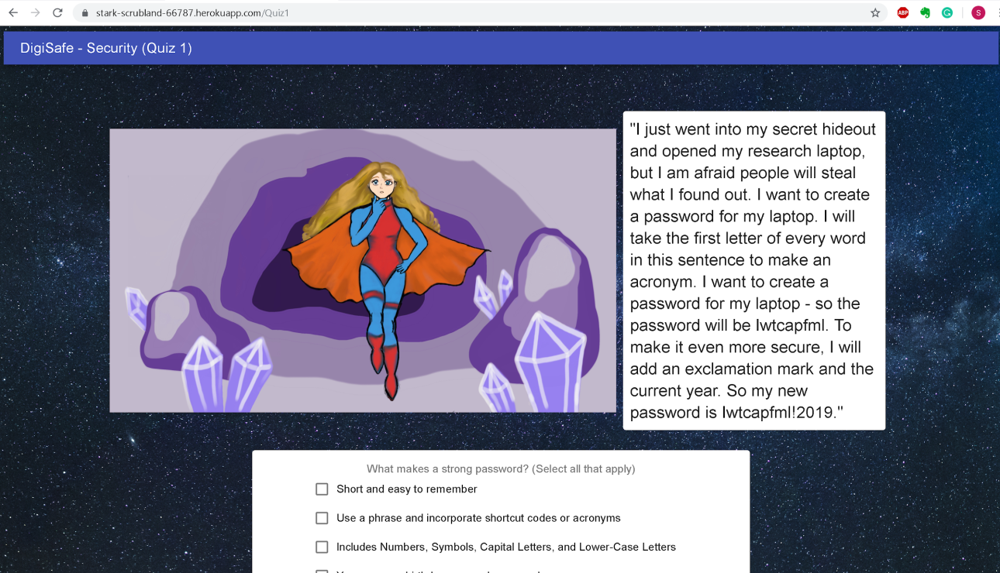 stark-scrubland-66787.herokuapp.com/Quiz1
ABP
G
S
DigiSafe - Security (Quiz 1)
"I just went into my secret hideout
and opened my research laptop,
but I am afraid people will steal
what I found out. I want to create
a password for my laptop. I will
take the first letter of every word
in this sentence to make an
acronym. I want to create a
password for my laptop - so the
password will be Iwtcapfml. To
make it even more secure, I will
add an exclamation mark and the
current year. So my new
password is Iwtcapfml!2019."
What makes a strong password? (Select all that apply)
Short and easy to remember
Use a phrase and incorporate shortcut codes or acronyms
Includes Numbers, Symbols, Capital Letters, and Lower-Case Letters